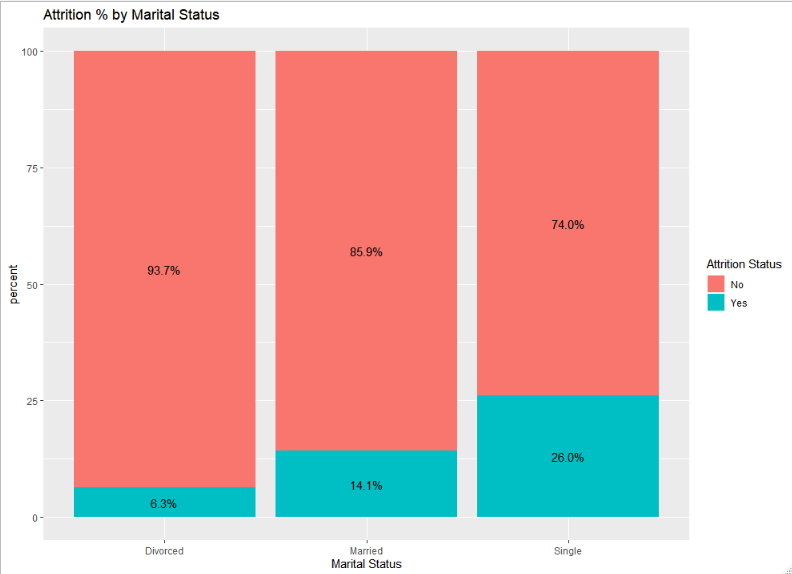 Attrition % by Marital Status
100
75
50
25
0
percent
93.7%
85.9%
74.0%
6.3%
14.1%
26.0%
Divorced
Married
Single
Marital Status
Attrition Status
No
Yes